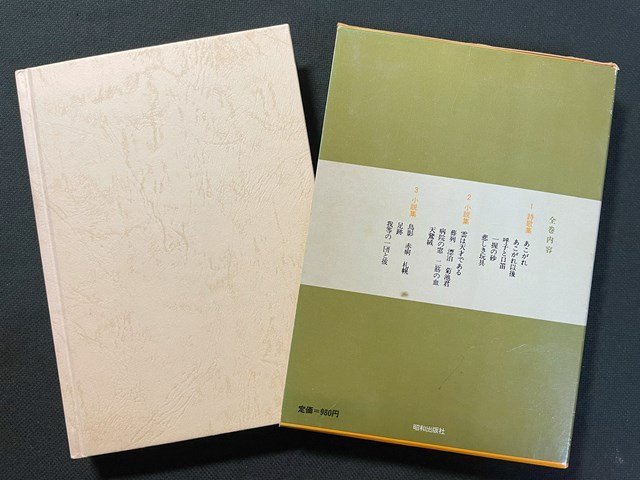 全巻内容
1 詩歌集
あこがれ
あこがれ以後
呼子と口笛
一握の砂
悲しき玩具
2 小説集
雲は天才である
葬列 漂泊 菊池君
病院の窓 二筋の血
天鵞絨
3 小説集
鳥影 赤痢 札幌
足跡
我等の一団と彼
定価=980円
昭和出版社